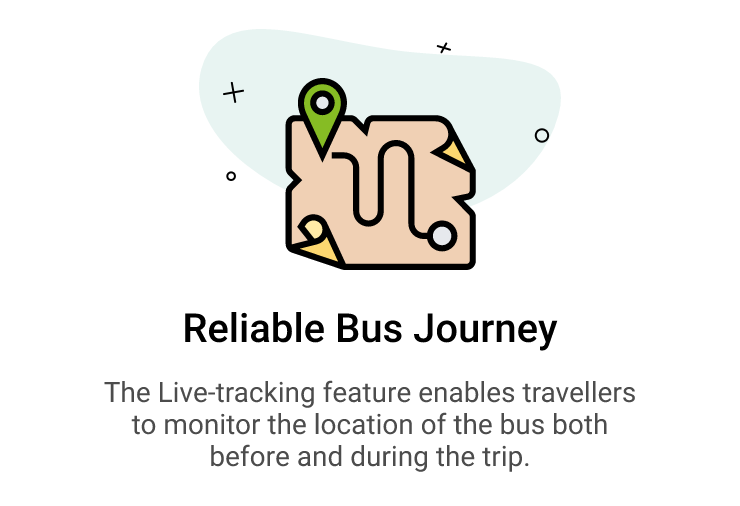 Reliable Bus Journey
The Live-tracking feature enables travellers
to monitor the location of the bus both
before and during the trip.